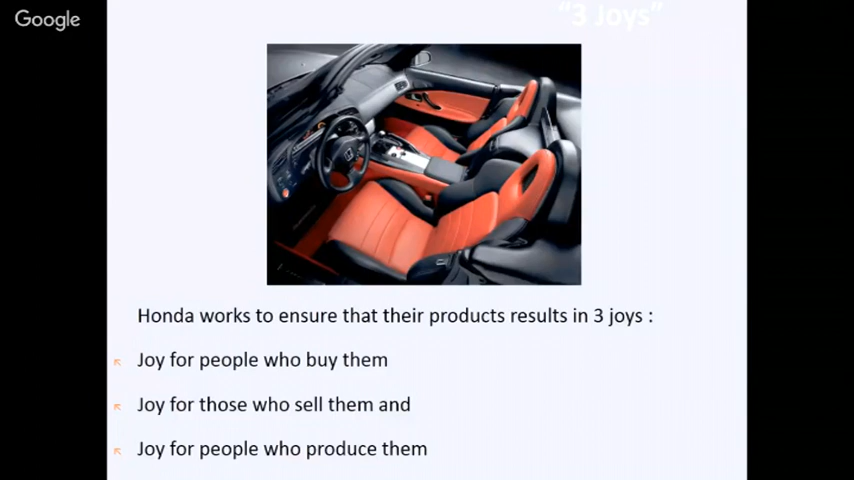 Google
"3 Joys"
Honda works to ensure that their products results in 3 joys :
Joy for people who buy them
Joy for those who sell them and
Joy for people who produce them